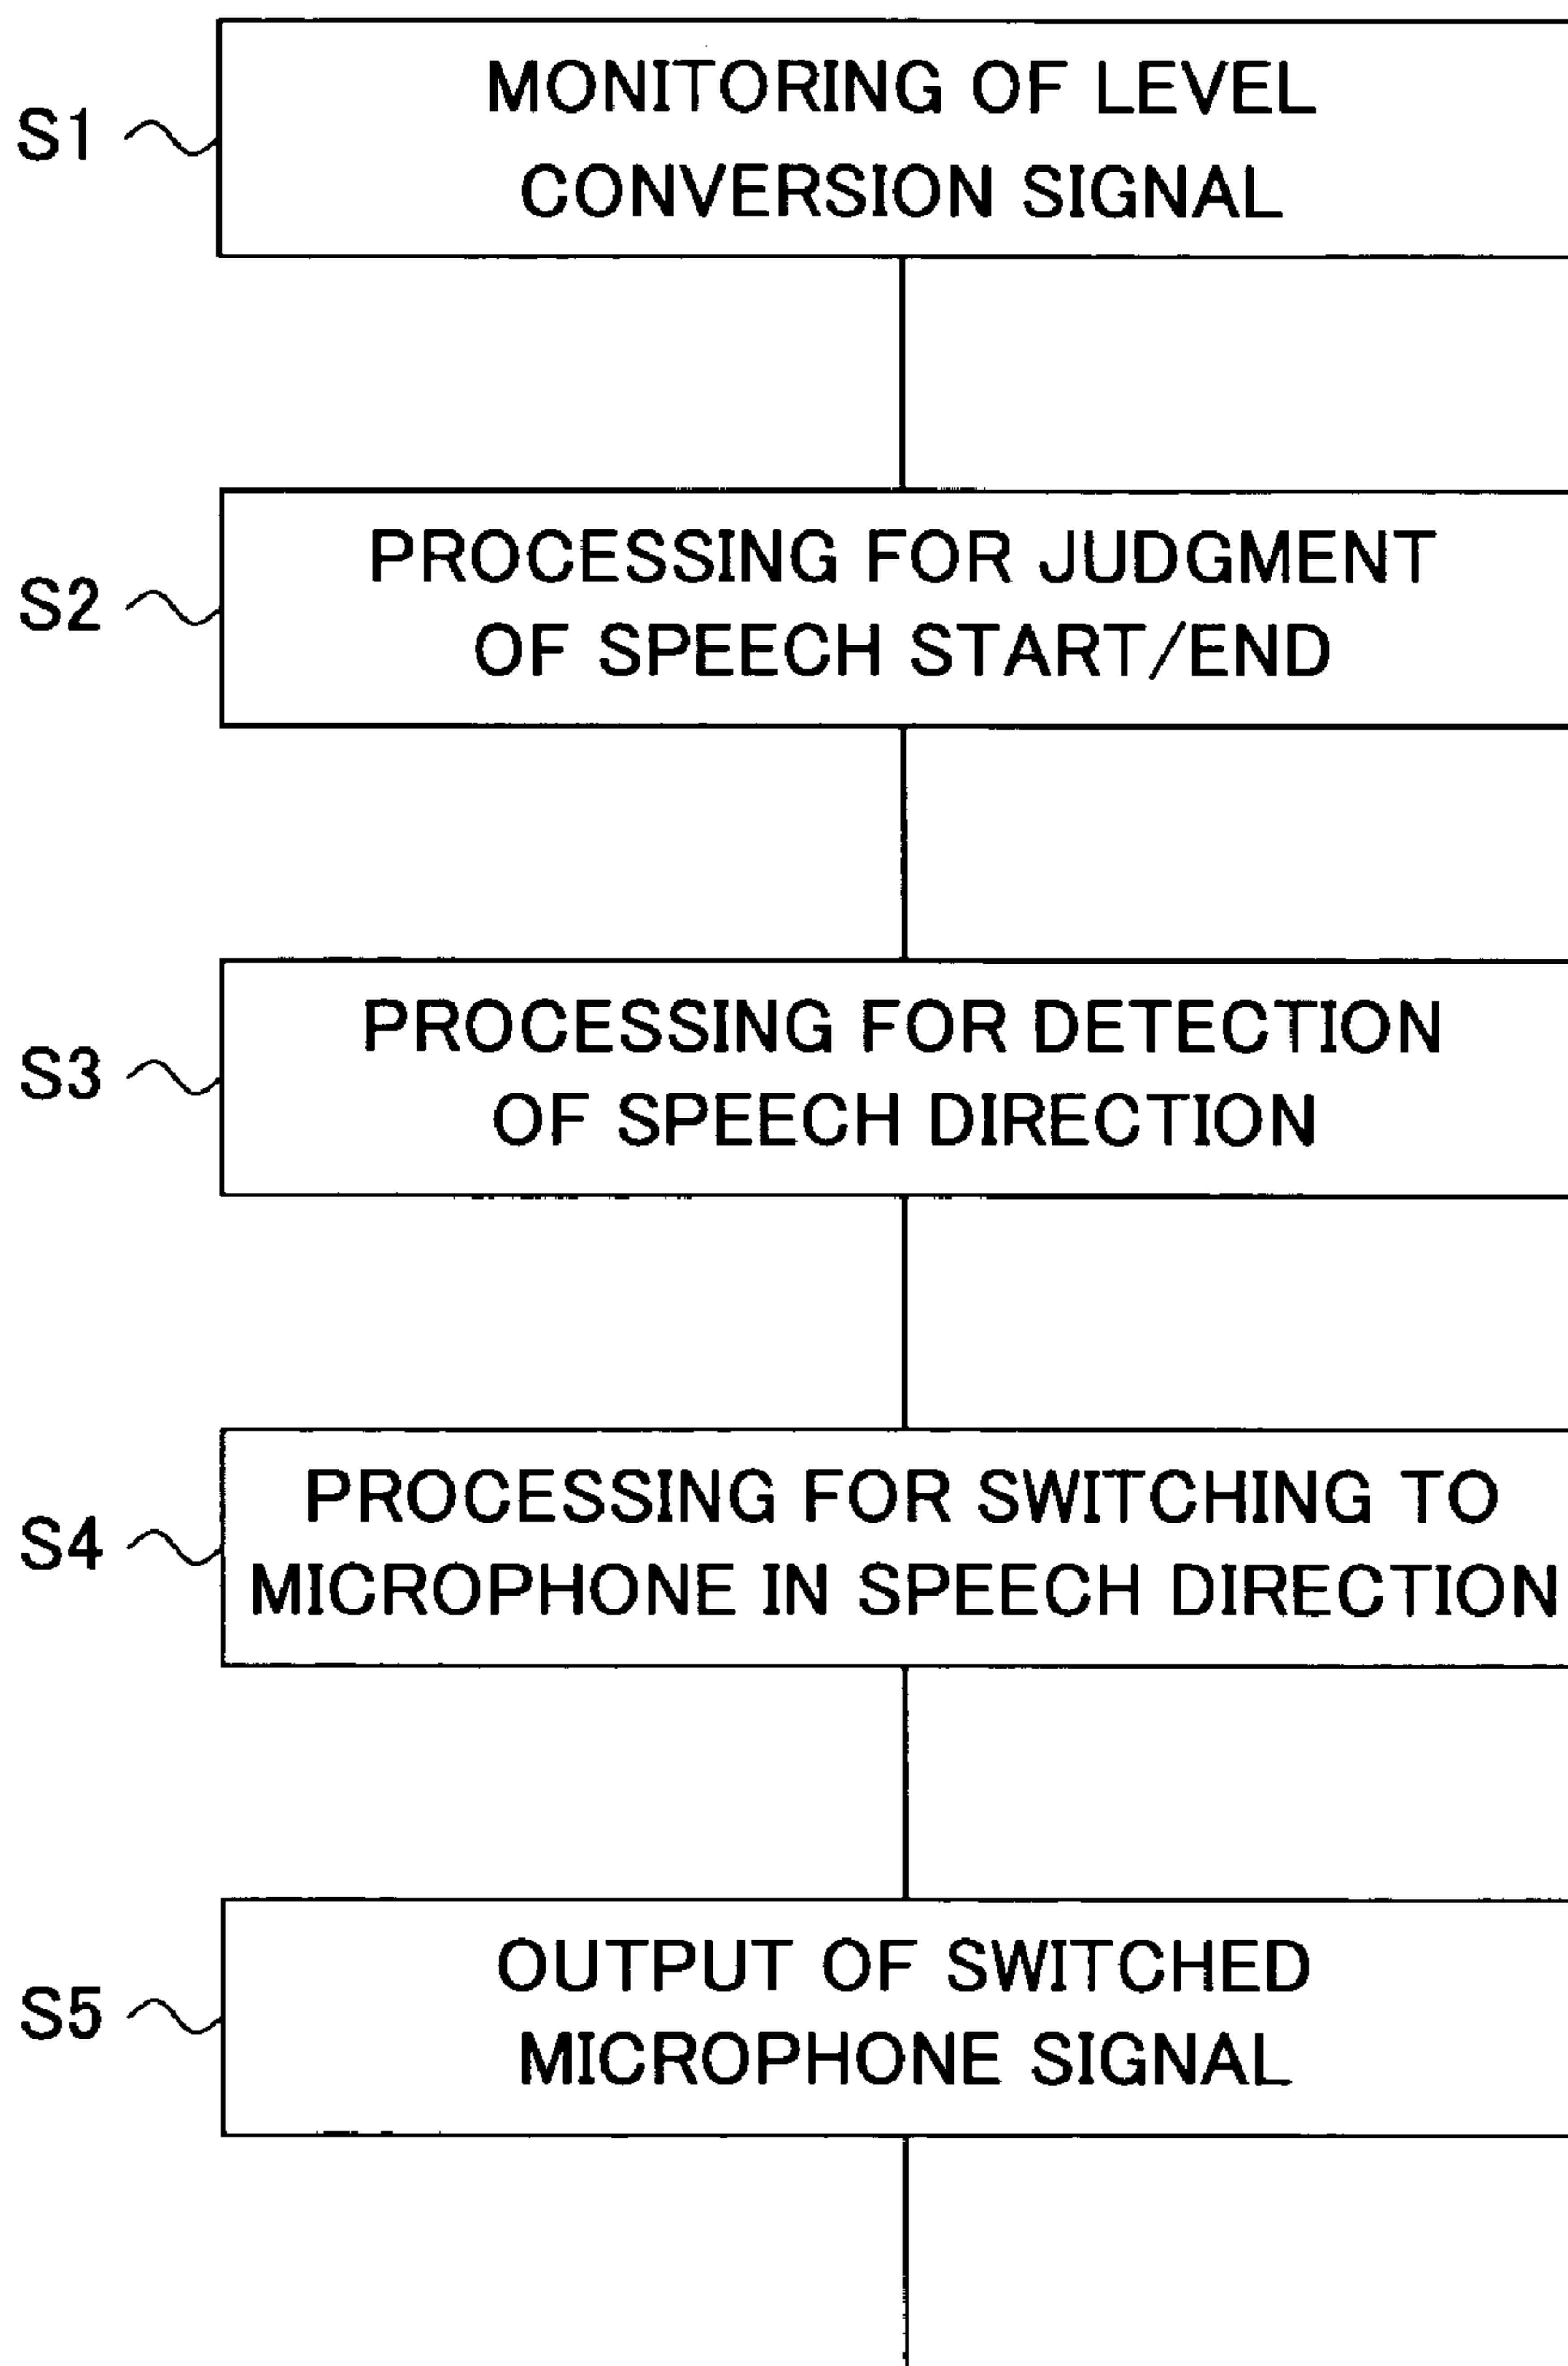 MONITORING OF LEVEL
S1
CONVERSION SIGNAL
PROCESSING FOR JUDGMENT
S2
OF SPEECH START/END
PROCESSING FOR DETECTION
S3
OF SPEECH DIRECTION
PROCESSING FOR SWITCHING TO
S4
MICROPHONE IN SPEECH DIRECTION
OUTPUT OF SWITCHED
S5
MICROPHONE SIGNAL